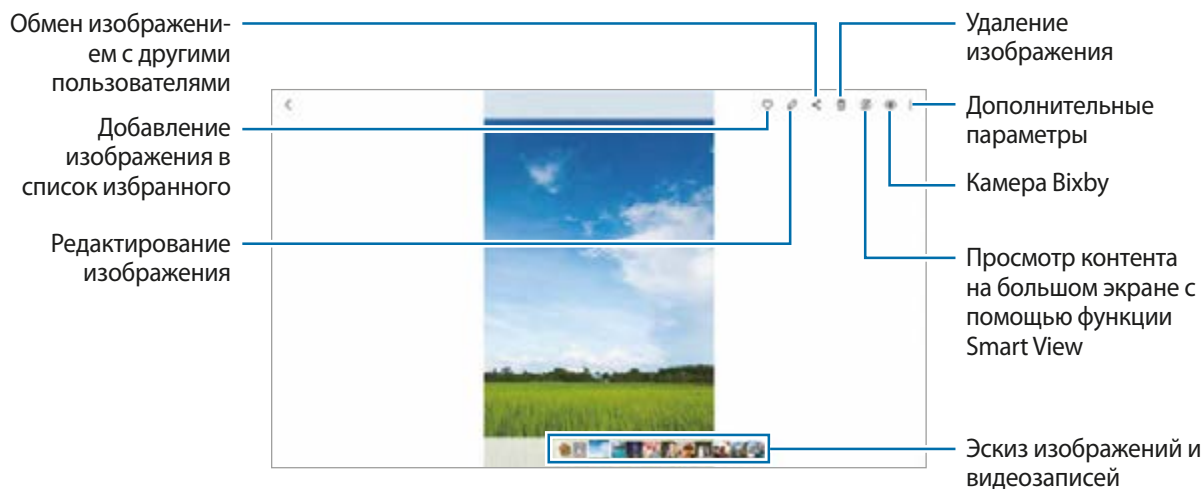 Обмен изображени-
ем с другими
пользователями
Добавление
изображения в
список избранного
Редактирование
изображения
Удаление
изображения
Дополнительные
параметры
Камера Bixby
Просмотр контента
на большом экране с
помощью функции
Smart View
Эскиз изображений и
видеозаписей